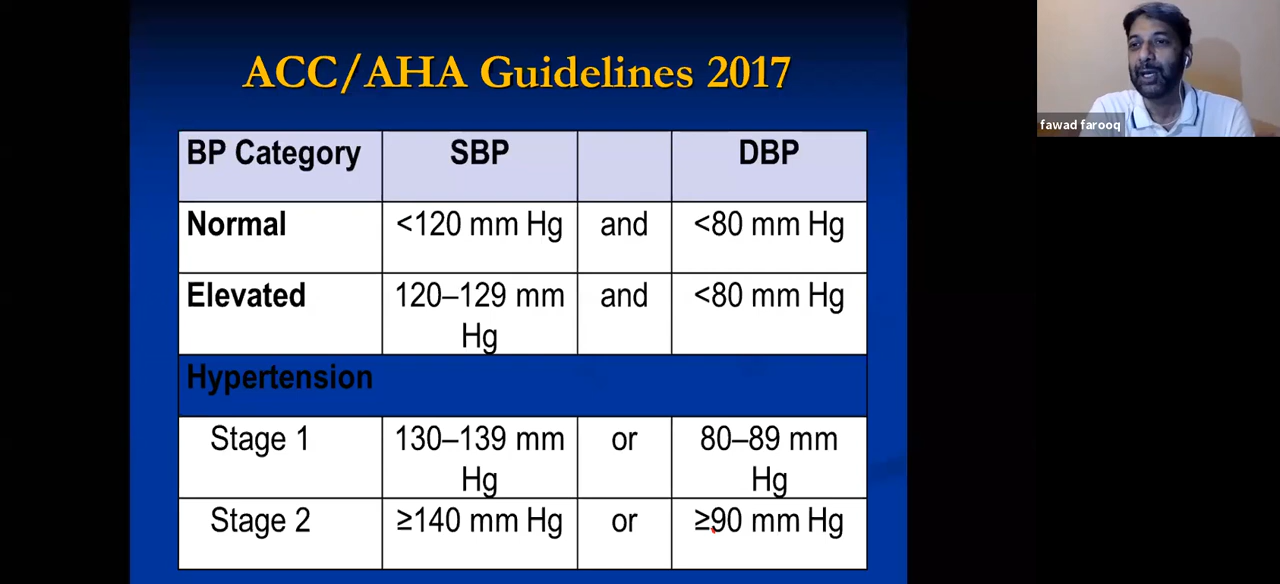 ACC/AHA Guidelines 2017
BP Category SBP DBP
Normal <120 mm Hg and <80 mm Hg
Elevated 120–129 mm Hg and <80 mm Hg
Hypertension
Stage 1 130–139 mm Hg or 80–89 mm Hg
Stage 2 ≥140 mm Hg or ≥90 mm Hg
fawad farooq